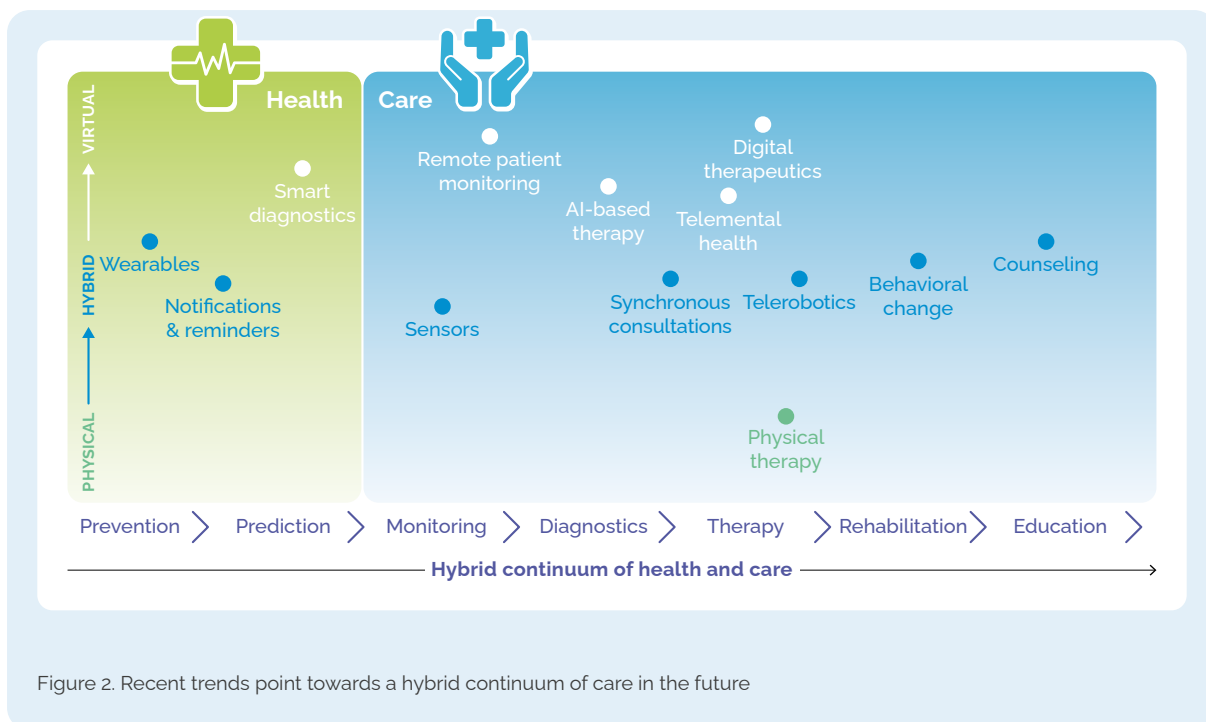 Health
Care
VIRTUAL
HYBRID
PHYSICAL
Smart
diagnostics
Wearables
Notifications
& reminders
Remote patient
monitoring
Digital
therapeutics
AI-based
therapy
Telemental
health
Counseling
Behavioral
change
Synchronous
consultations
Telerobotics
Sensors
Physical
therapy
Prevention
Prediction
Monitoring
Diagnostics
Therapy
Rehabilitation
Education
Hybrid continuum of health and care
Figure 2. Recent trends point towards a hybrid continuum of care in the future